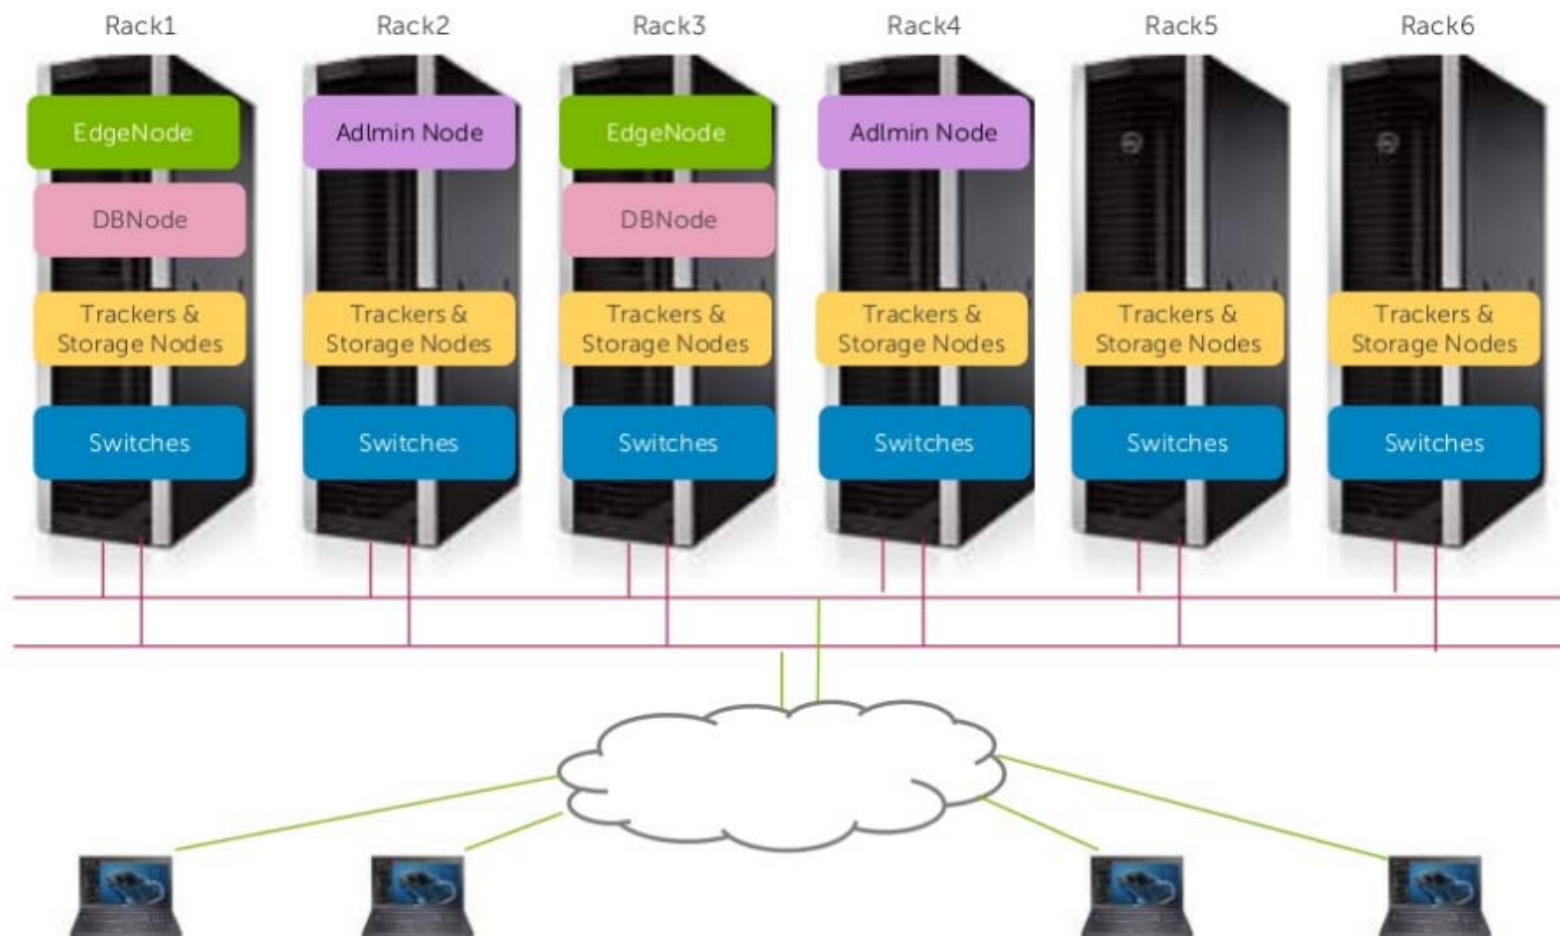 Rack1
Rack2
Rack3
Rack4
Rack5
Rack6
EdgeNode
Adlmin Node
EdgeNode
Adlmin Node
DBNode
DBNode
Trackers &
Storage Nodes
Trackers &
Storage Nodes
Trackers &
Storage Nodes
Trackers &
Storage Nodes
Trackers &
Storage Nodes
Trackers &
Storage Nodes
Switches
Switches
Switches
Switches
Switches
Switches